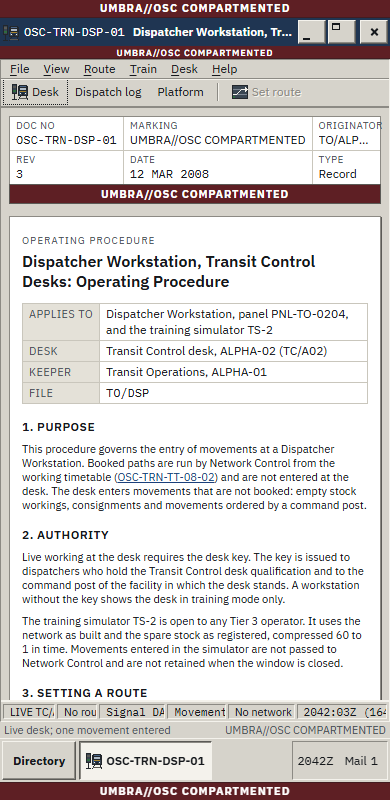 UMBRA//OSC COMPARTMENTED
OSC-TRN-DSP-01 Dispatcher Workstation, Tr...
UMBRA//OSC COMPARTMENTED
File View Route Train Desk Help
Desk Dispatch log Platform Set route
DOC NO MARKING ORIGINATOR
OSC-TRN-DSP-01 UMBRA//OSC COMPARTMENTED TO/ALP...
REV DATE TYPE
3 12 MAR 2008 Record
UMBRA//OSC COMPARTMENTED
OPERATING PROCEDURE
Dispatcher Workstation, Transit Control
Desks: Operating Procedure
APPLIES TO Dispatcher Workstation, panel PNL-TO-0204,
and the training simulator TS-2
DESK Transit Control desk, ALPHA-02 (TC/A02)
KEEPER Transit Operations, ALPHA-01
FILE TO/DSP
1. PURPOSE
This procedure governs the entry of movements at a Dispatcher
Workstation. Booked paths are run by Network Control from the
working timetable (OSC-TRN-TT-08-02) and are not entered at the
desk. The desk enters movements that are not booked: empty stock
workings, consignments and movements ordered by a command post.
2. AUTHORITY
Live working at the desk requires the desk key. The key is issued to
dispatchers who hold the Transit Control desk qualification and to the
command post of the facility in which the desk stands. A workstation
without the key shows the desk in training mode only.
The training simulator TS-2 is open to any Tier 3 operator. It uses the
network as built and the spare stock as registered, compressed 60 to
1 in time. Movements entered in the simulator are not passed to
Network Control and are not retained when the window is closed.
3. SETTING A ROUTE
LIVE TC/ No rou Signal DA Movement No network 2042:03Z (164
Live desk; one movement entered UMBRA//OSC COMPARTMENTED
Directory OSC-TRN-DSP-01 2042Z Mail 1
UMBRA//OSC COMPARTMENTED